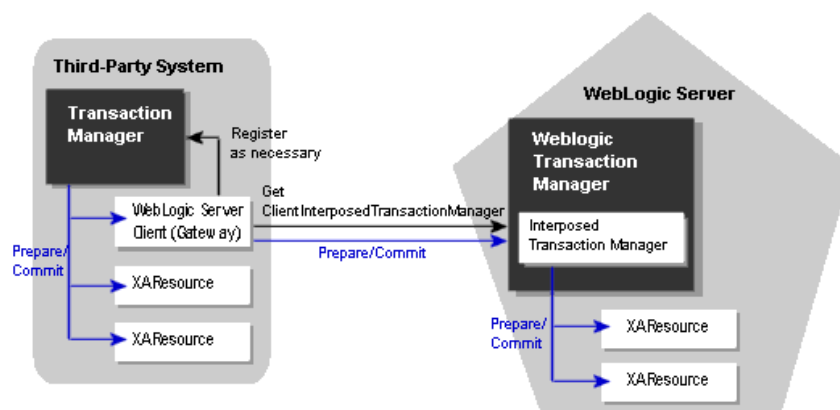 Third-Party System
Transaction
Manager
Register
as necessary
WebLogic Server
Client (Gateway)
Prepare/
Commit
XAResource
XAResource
Get
ClientInterposedTransactionManager
Prepare/Commit
WebLogic Server
Weblogic
Transaction
Manager
Interposed
Transaction Manager
Prepare/
Commit
XAResource
XAResource